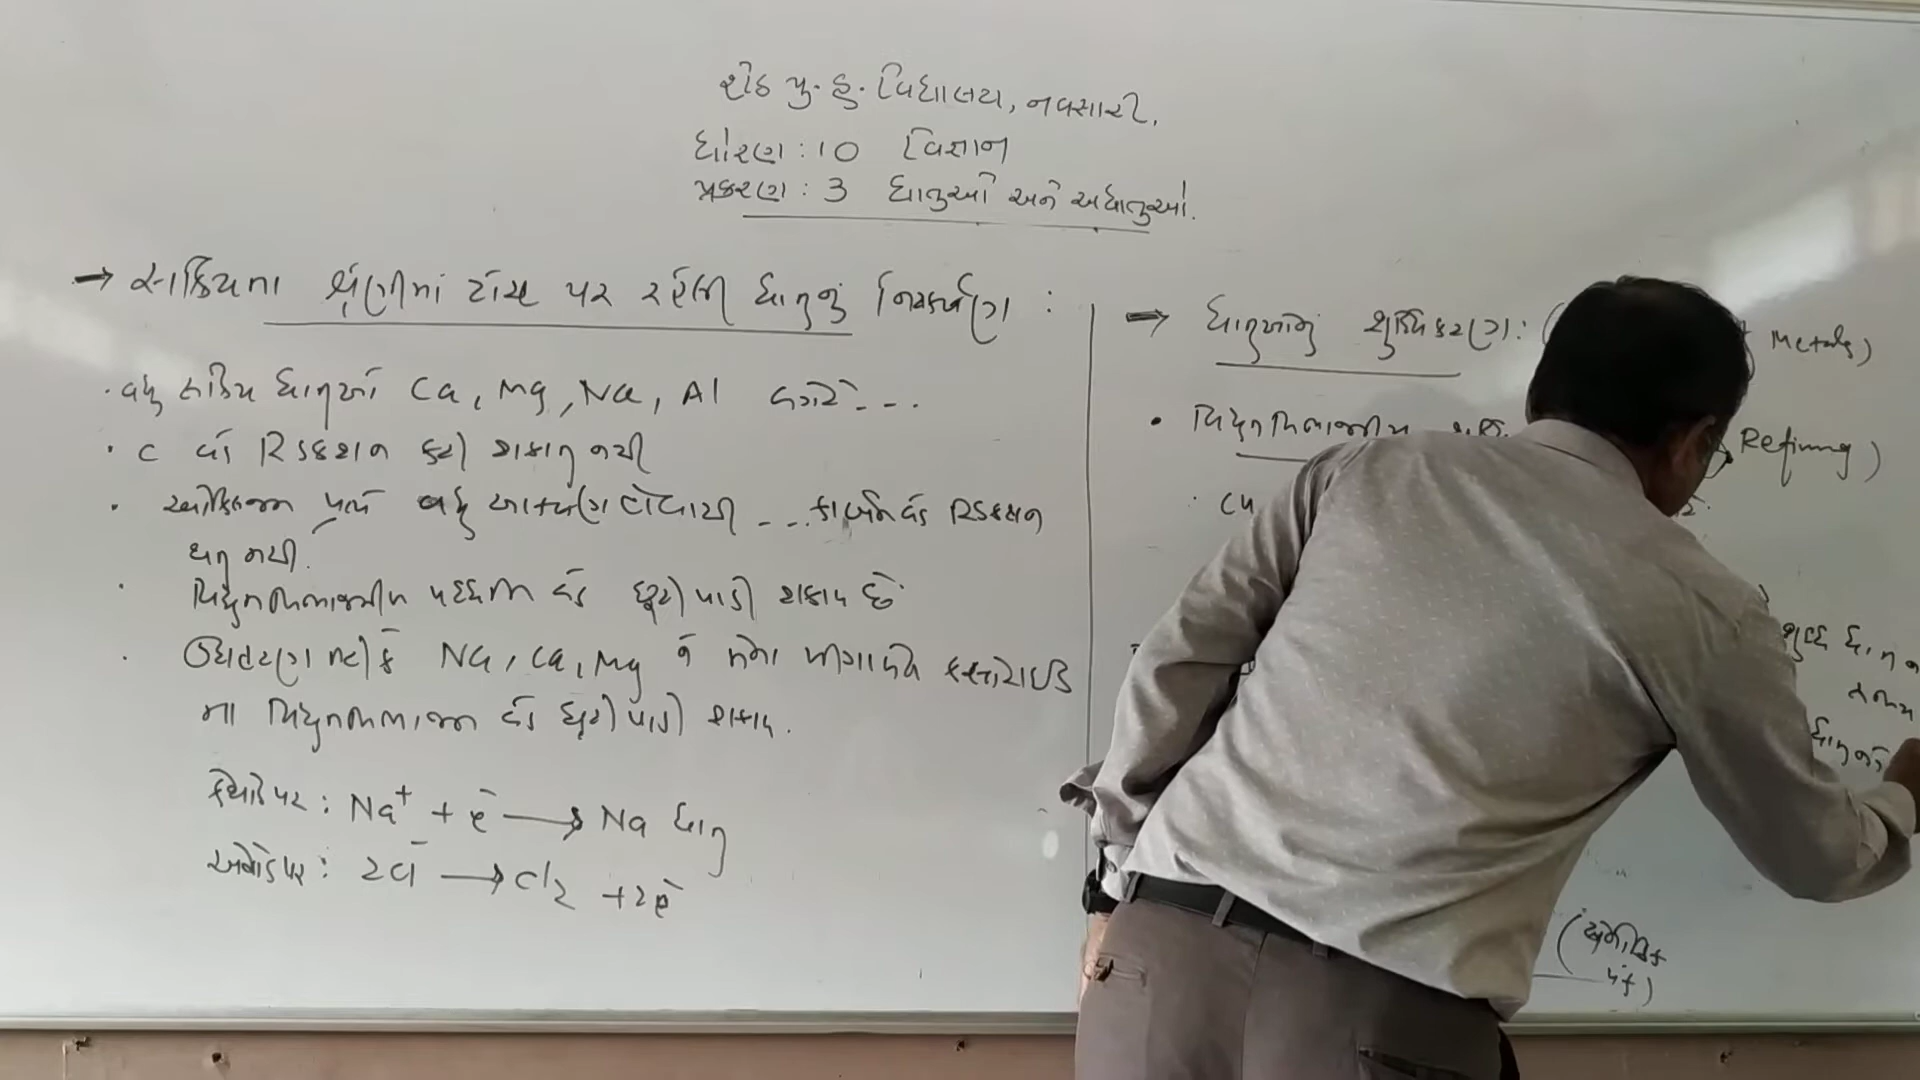 શેઠ પુ. હુ. વિદ્યાલય, નવસારી.
ધોરણ : 10 વિજ્ઞાન
પ્રકરણ : 3 ધાતુઓ અને અધાતુઓ.
→ સક્રિયતા શ્રેણીમાં ટોચ પર રહેલી ધાતુનું નિષ્કર્ષણ :
· વધુ સક્રિય ધાતુઓ Ca, Mg, Na, Al વગેરે - - .
· C વડે રિડક્શન કરી શકાતુ નથી
· ઓક્સિજન પ્રત્યે વધુ આકર્ષણ હોવાથી - - . કાર્બન વડે રિડક્શન
થતુ નથી.
· વિદ્યુતવિભાજનીય પદ્ધતિ વડે છૂટી પાડી શકાય છે.
· ઉદાહરણ તરીકે Na, Ca, Mg ને તેના પીગાળેલ ક્લોરાઇડ
ના વિદ્યુતવિભાજન વડે છૂટી પાડી શકાય.
કેથોડ પર : Na⁺ + e⁻ → Na ધાતુ
એનોડ પર : 2Cl⁻ → Cl₂ + 2e⁻
→ ધાતુઓનું શુદ્ધિકરણ : ( Metals)
• વિદ્યુતવિભાજનીય Refining)
શુદ્ધ ધાતુ